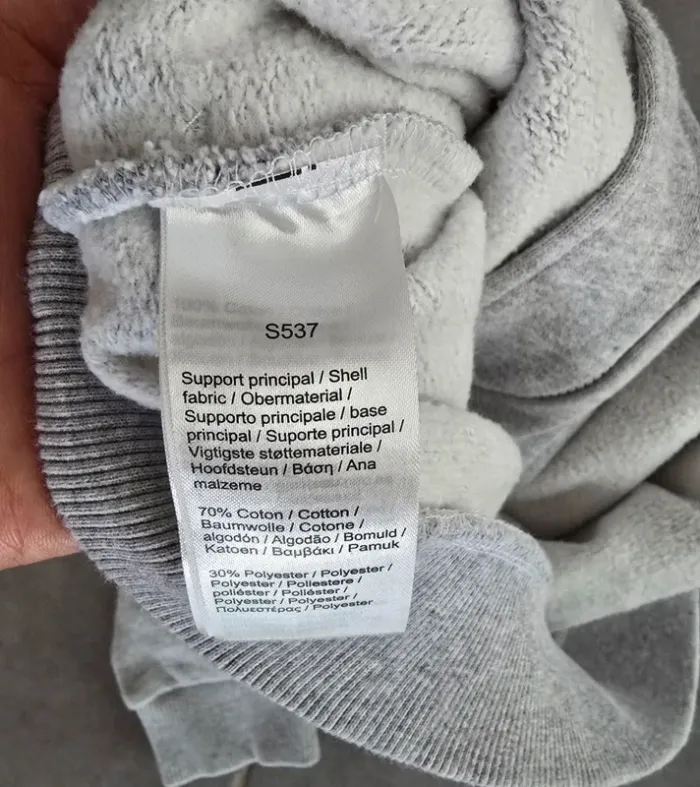 S537
Support principal / Shell
fabric / Obermaterial /
Supporto principale / base
principal / Suporte principal /
Vigtigste støttemateriale /
Hoofdsteun / Βάση / Ana
malzeme
70% Coton / Cotton /
Baumwolle / Cotone /
algodón / Algodão / Bomuld /
Katoen / Βαμβάκι / Pamuk
30% Polyester / Polyester /
Polyester / Poliestere /
poliéster / Poliéster /
Polyester / Polyester /
Πολυεστέρας / Polyester